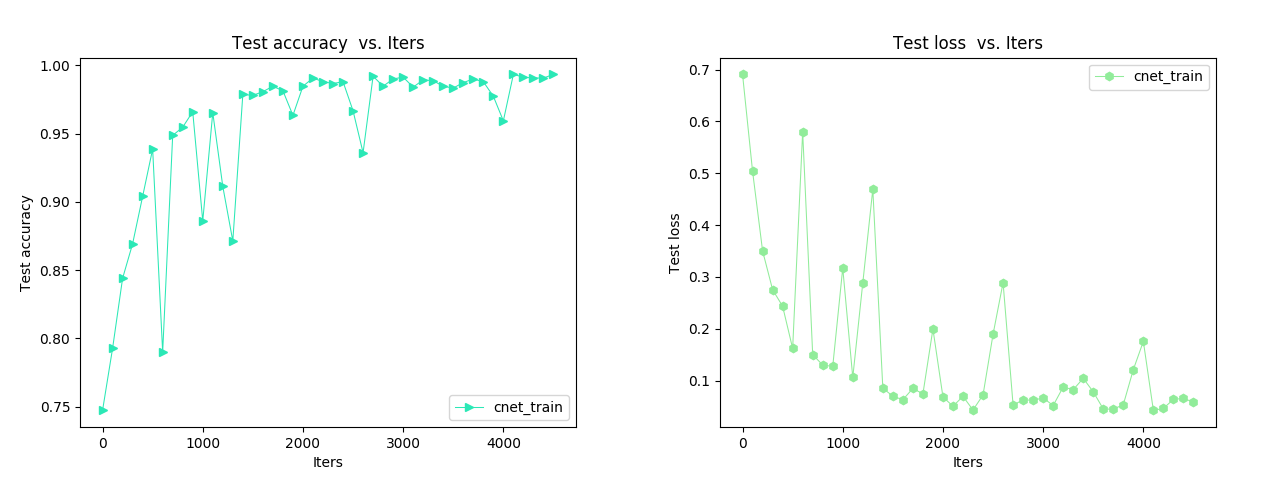 Test accuracy  vs. Iters
1.00
0.95
0.90
0.85
0.80
0.75
Test accuracy
cnet_train
0
1000
2000
3000
4000
Iters
Test loss  vs. Iters
0.7
0.6
0.5
0.4
0.3
0.2
0.1
Test loss
cnet_train
0
1000
2000
3000
4000
Iters